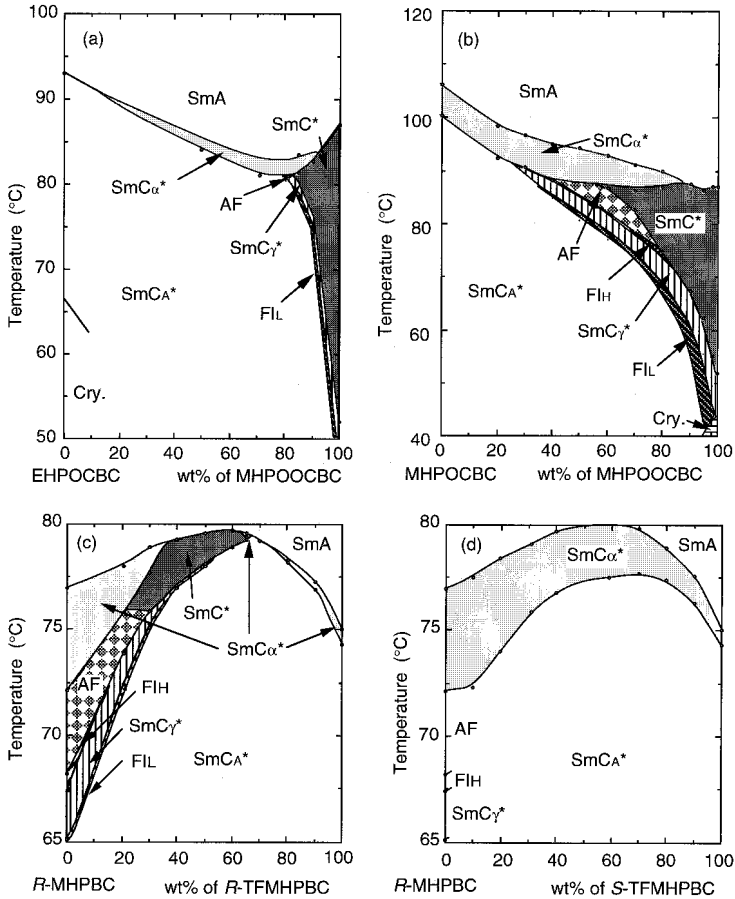 (a)
100
90
80
70
60
50
Temperature (°C)
SmA
SmC*
SmCα*
AF
SmCγ*
SmCA*
FIL
Cry.
0 20 40 60 80 100
EHPOCBC wt% of MHPOOCBC
(b)
120
100
80
60
40
Temperature (°C)
SmA
SmCα*
SmC*
AF
SmCA*
FIH
SmCγ*
FIL
Cry.
0 20 40 60 80 100
MHPOCBC wt% of MHPOOCBC
(c)
80
75
70
65
Temperature (°C)
SmA
SmC*
SmCα*
AF
FIH
SmCγ*
FIL
SmCA*
0 20 40 60 80 100
R-MHPBC wt% of R-TFMHPBC
(d)
80
75
70
65
Temperature (°C)
SmA
SmCα*
AF
SmCA*
FIH
SmCγ*
0 20 40 60 80 100
R-MHPBC wt% of S-TFMHPBC